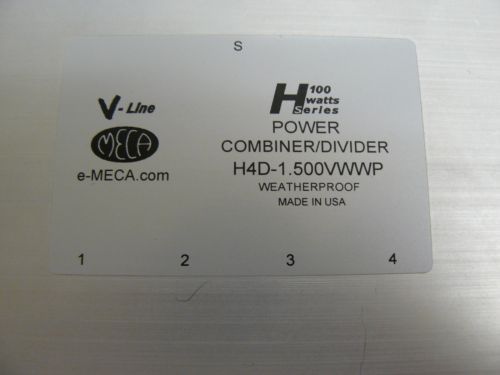 S
V-Line
MECA
e-MECA.com
H 100
watts
Series
POWER
COMBINER/DIVIDER
H4D-1.500VWWP
WEATHERPROOF
MADE IN USA
1 2 3 4